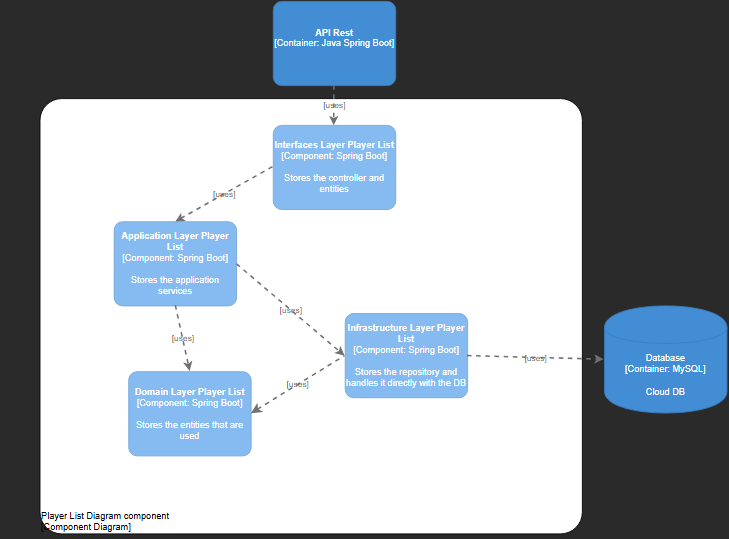 API Rest
[Container: Java Spring Boot]
[uses]
Interfaces Layer Player List
[Component: Spring Boot]
Stores the controller and
entities
[uses]
Application Layer Player
List
[Component: Spring Boot]
Stores the application
services
[uses]
[uses]
Infrastructure Layer Player
List
[Component: Spring Boot]
Stores the repository and
handles it directly with the DB
[uses]
Database
[Container: MySQL]
Cloud DB
[uses]
Domain Layer Player List
[Component: Spring Boot]
Stores the entities that are
used
Player List Diagram component
[Component Diagram]